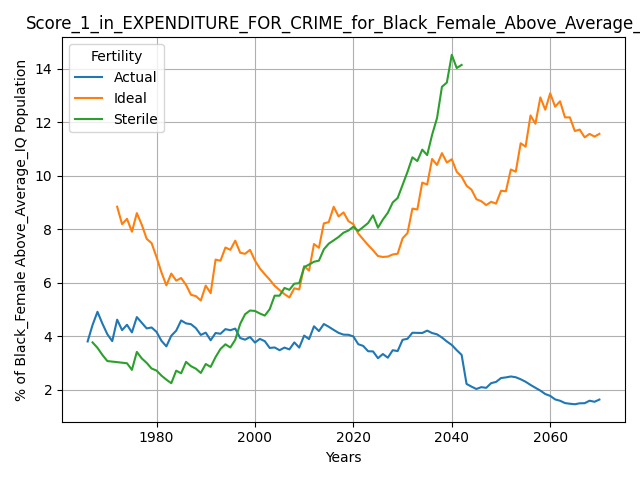 Score_1_in_EXPENDITURE_FOR_CRIME_for_Black_Female_Above_Average_
% of Black_Female Above_Average_IQ Population
Fertility
Actual
Ideal
Sterile
14
12
10
8
6
4
2
1980
2000
2020
2040
2060
Years